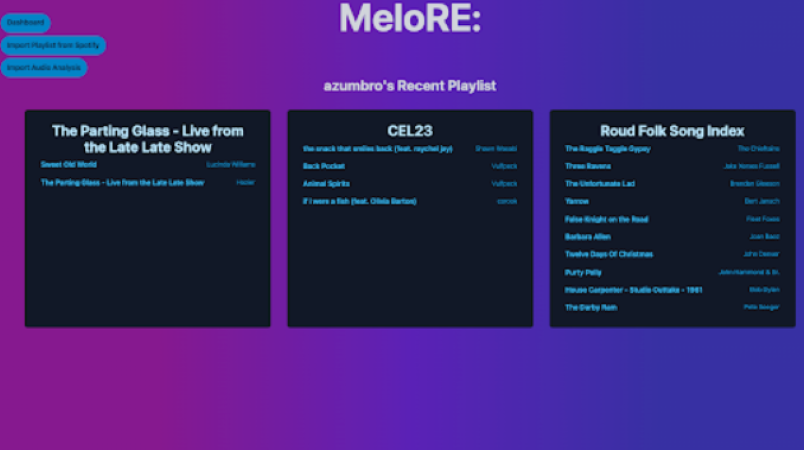 MeloRE:
Dashboard
Import Playlist from Spotify
Import Audio Analysis
azumbro's Recent Playlist
The Parting Glass - Live from
the Late Late Show
Sweet Old World Lucinda Williams
The Parting Glass - Live from the Late Late Show Hozier
CEL23
the snack that smiles back (feat. raychel jay) Shawn Wasabi
Back Pocket Vulfpeck
Animal Spirits Vulfpeck
if i were a fish (feat. Olivia Barton) corook
Roud Folk Song Index
The Raggle Taggle Gypsy The Chieftains
Three Ravens
The Unfortunate Lad Brendan Gleeson
Yarrow Bert Jansch
False Knight on the Road Fleet Foxes
Barbara Allen Joan Baez
Twelve Days Of Christmas John Denver
Purty Polly John Hammond & Sr.
House Carpenter - Studio Outtake - 1961 Bob Dylan
The Darby Ram Pete Seeger